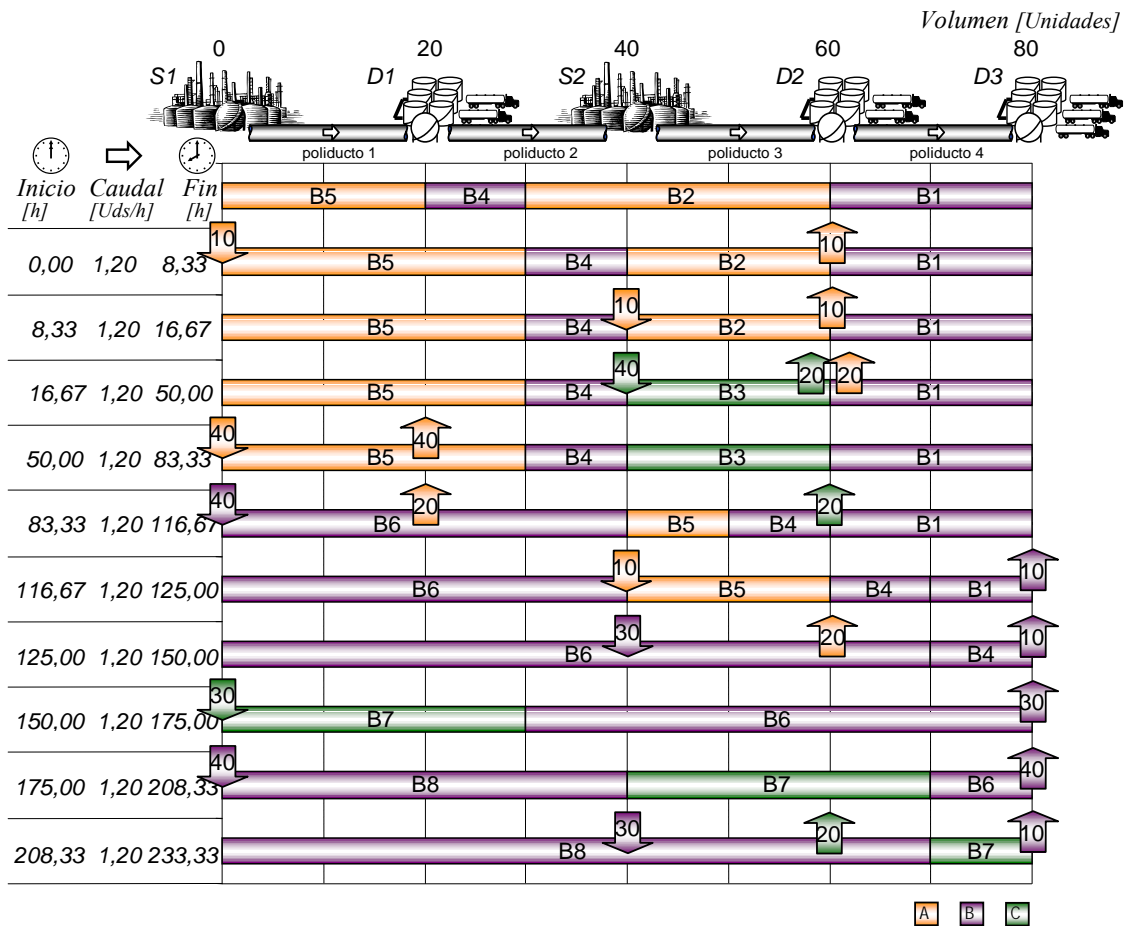 Volumen [Unidades]
0 20 40 60 80
S1 D1 S2 D2 D3
poliducto 1 poliducto 2 poliducto 3 poliducto 4
Inicio Caudal Fin
[h] [Uds/h] [h]
B5 B4 B2 B1
10 10
0,00 1,20 8,33 B5 B4 B2 B1
10 10
8,33 1,20 16,67 B5 B4 B2 B1
40 20 20
16,67 1,20 50,00 B5 B4 B3 B1
40 40
50,00 1,20 83,33 B5 B4 B3 B1
40 20 20
83,33 1,20 116,67 B6 B5 B4 B1
10 10
116,67 1,20 125,00 B6 B5 B4 B1
30 20 10
125,00 1,20 150,00 B6 B4
30 30
150,00 1,20 175,00 B7 B6
40 40
175,00 1,20 208,33 B8 B7 B6
30 20 10
208,33 1,20 233,33 B8 B7
A B C